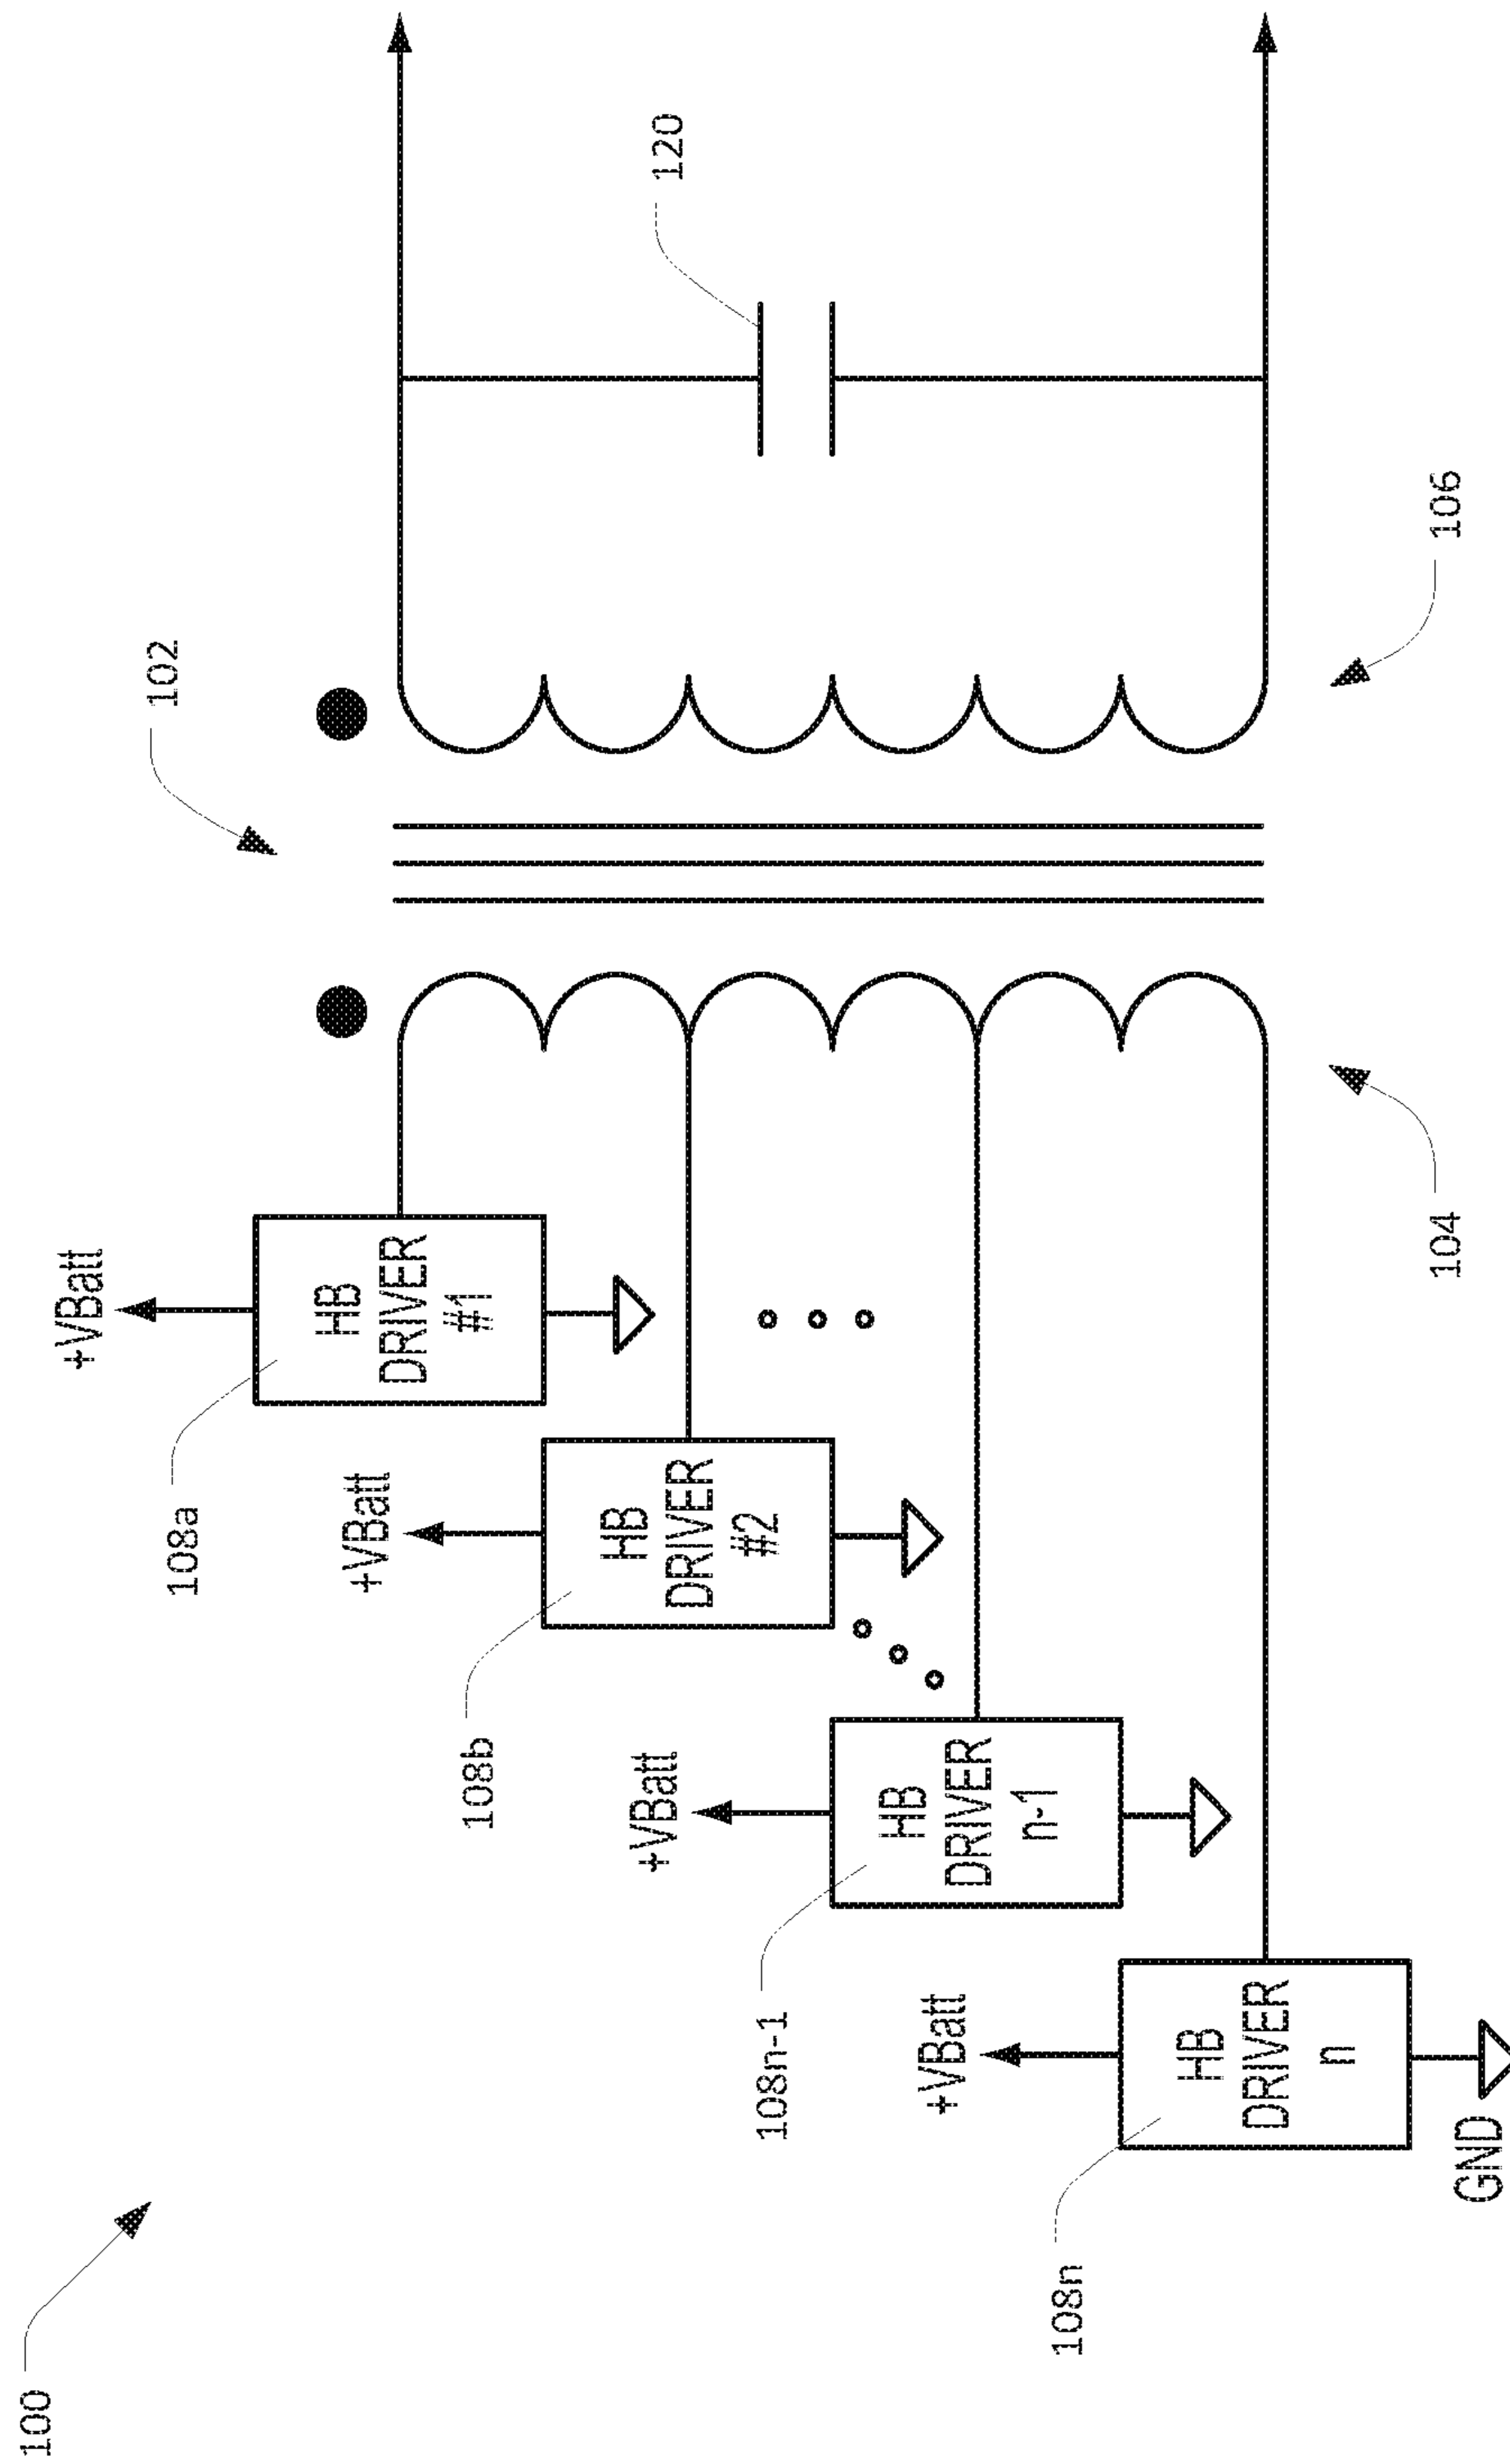 100
102
+VBatt
108a
HB
DRIVER
#1
+VBatt
108b
HB
DRIVER
#2
120
+VBatt
108n-1
HB
DRIVER
n-1
+VBatt
108n
HB
DRIVER
n
GND
104
106